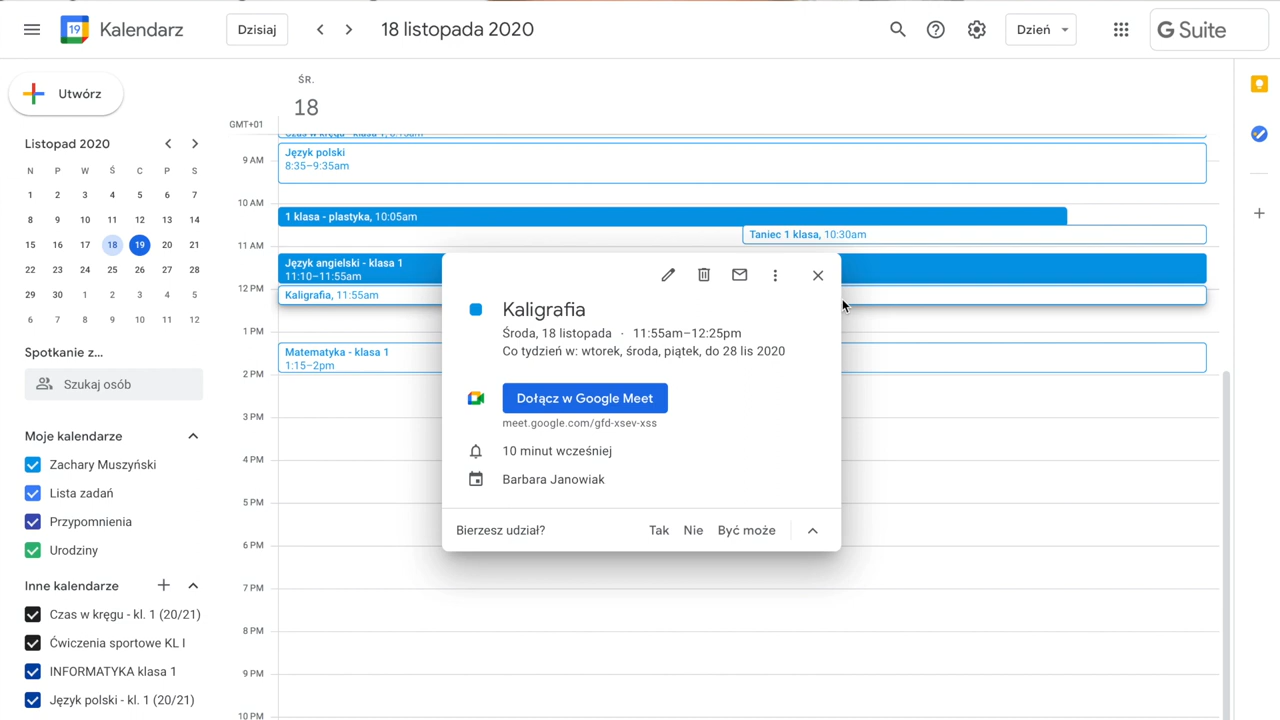 Kalendarz
Dzisiaj
18 listopada 2020
Dzień
G Suite
Utwórz
ŚR.
18
GMT+01
Listopad 2020
N P W Ś C P S
1 2 3 4 5 6 7
8 9 10 11 12 13 14
15 16 17 18 19 20 21
22 23 24 25 26 27 28
29 30 1 2 3 4 5
6 7 8 9 10 11 12
Spotkanie z...
Szukaj osób
Moje kalendarze
Zachary Muszyński
Lista zadań
Przypomnienia
Urodziny
Inne kalendarze
Czas w kręgu - kl. 1 (20/21)
Ćwiczenia sportowe KL I
INFORMATYKA klasa 1
Język polski - kl. 1 (20/21)
9 AM
10 AM
11 AM
12 PM
1 PM
2 PM
3 PM
4 PM
5 PM
6 PM
7 PM
8 PM
9 PM
10 PM
Czas w kręgu - klasa 1, 8:15am
Język polski
8:35–9:35am
1 klasa - plastyka, 10:05am
Taniec 1 klasa, 10:30am
Język angielski - klasa 1
11:10–11:55am
Kaligrafia, 11:55am
Matematyka - klasa 1
1:15–2pm
Kaligrafia
Środa, 18 listopada · 11:55am–12:25pm
Co tydzień w: wtorek, środa, piątek, do 28 lis 2020
Dołącz w Google Meet
meet.google.com/gfd-xsev-xss
10 minut wcześniej
Barbara Janowiak
Bierzesz udział?
Tak Nie Być może
19